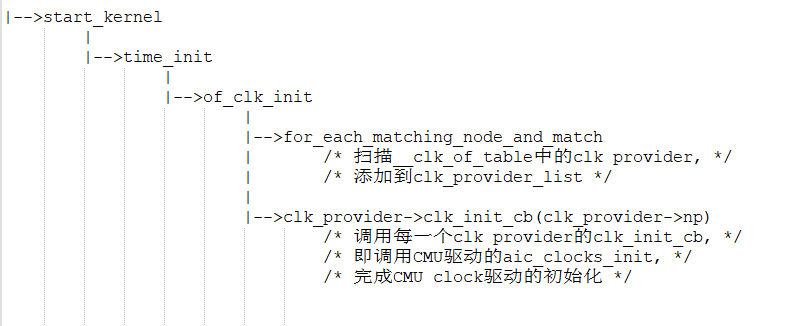 |-->start_kernel
|
|-->time_init
|
|-->of_clk_init
|
|-->for_each_matching_node_and_match
| /* 扫描__clk_of_table中的clk provider, */
| /* 添加到clk_provider_list */
|
|-->clk_provider->clk_init_cb(clk_provider->np)
/* 调用每一个clk provider的clk_init_cb, */
/* 即调用CMU驱动的aic_clocks_init, */
/* 完成CMU clock驱动的初始化 */